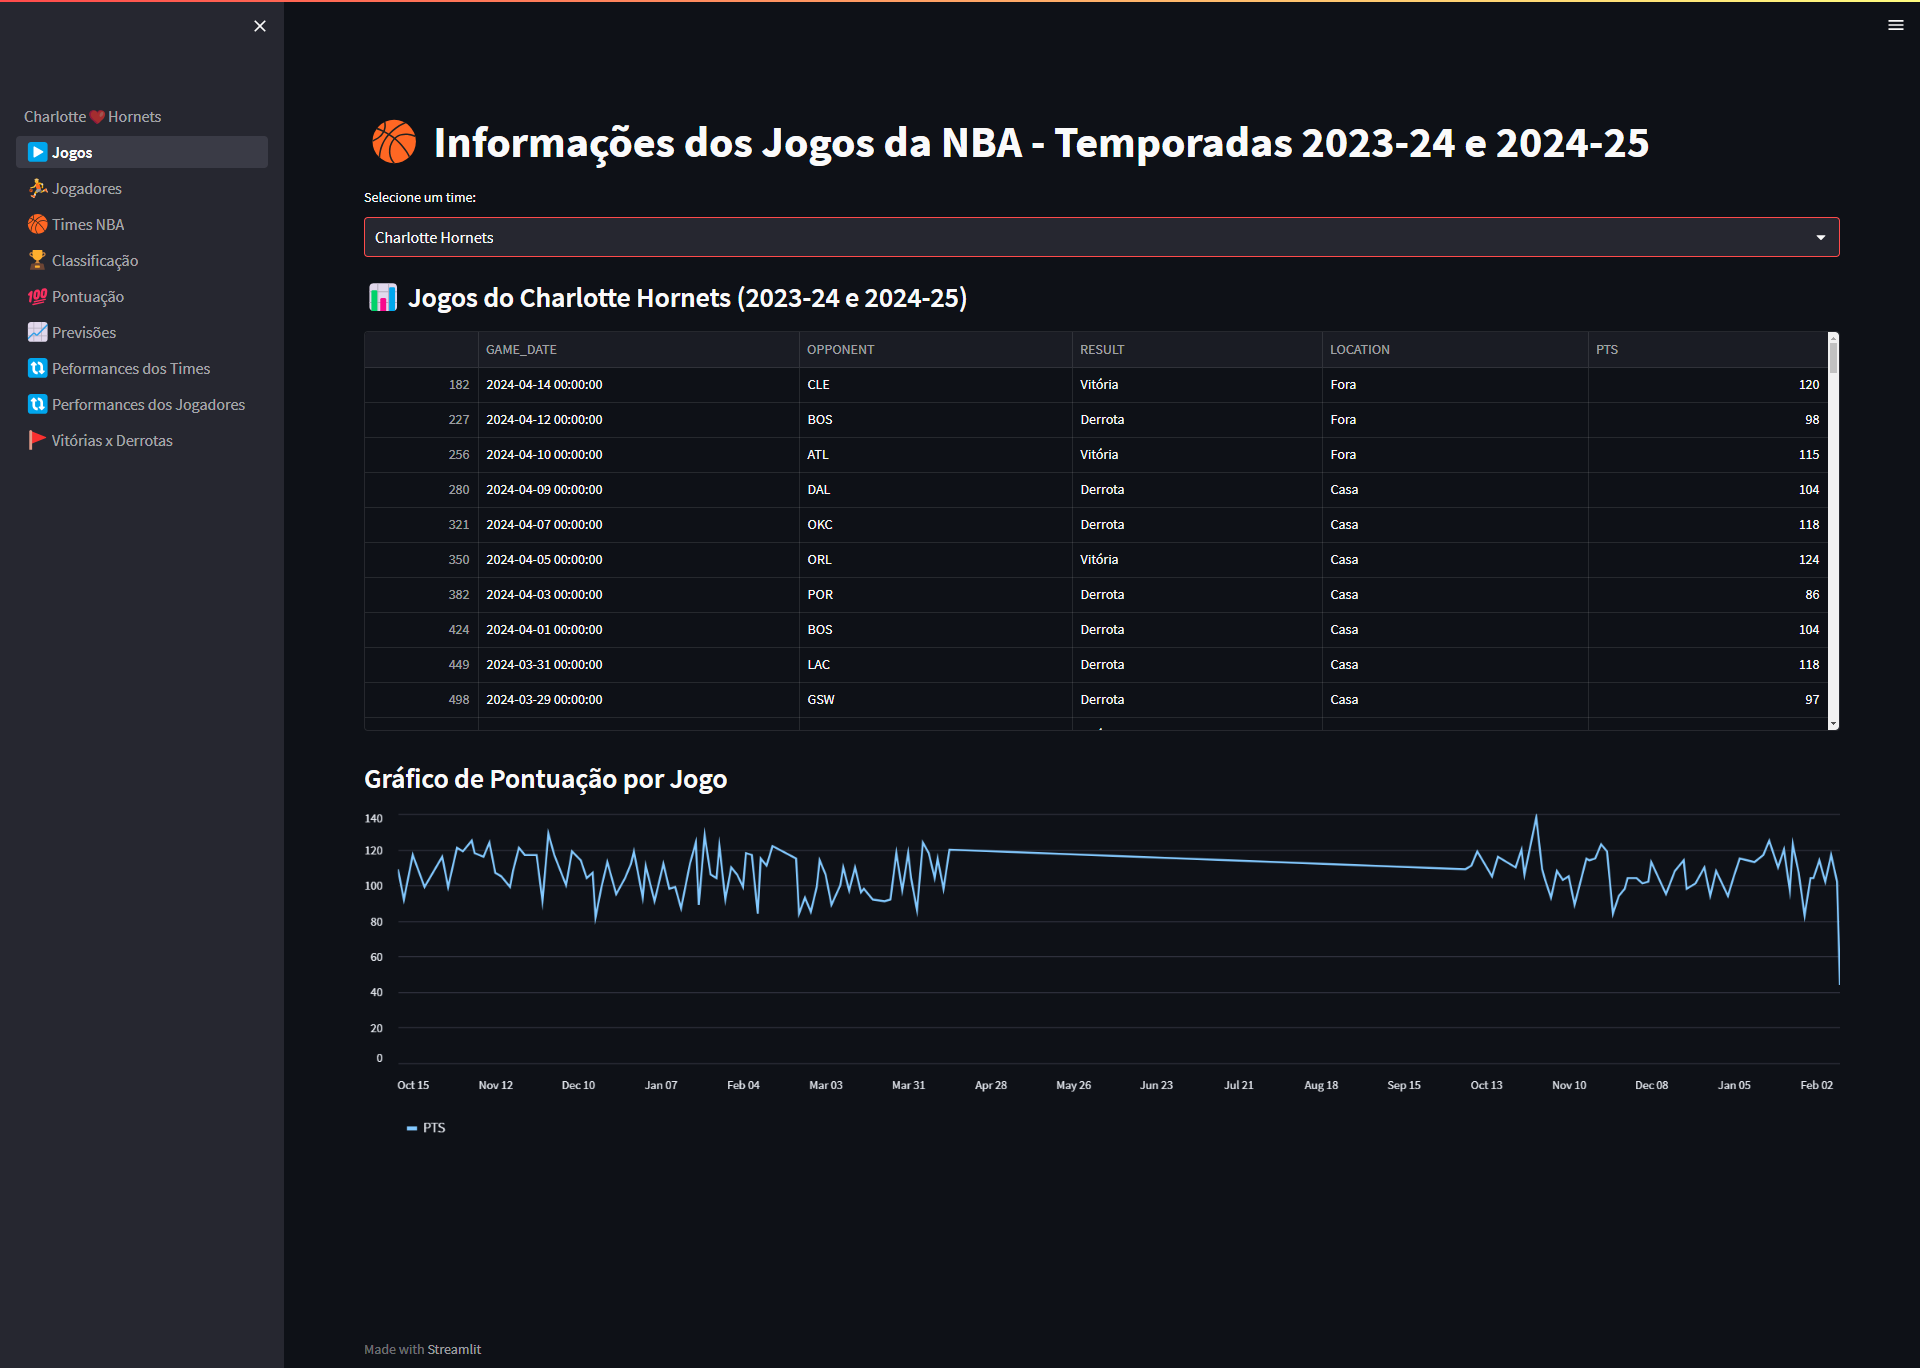 Charlotte ❤️ Hornets
Jogos
Jogadores
Times NBA
Classificação
Pontuação
Previsões
Peformances dos Times
Performances dos Jogadores
Vitórias x Derrotas
Informações dos Jogos da NBA - Temporadas 2023-24 e 2024-25
Selecione um time:
Charlotte Hornets
Jogos do Charlotte Hornets (2023-24 e 2024-25)
GAME_DATE OPPONENT RESULT LOCATION PTS
182 2024-04-14 00:00:00 CLE Vitória Fora 120
227 2024-04-12 00:00:00 BOS Derrota Fora 98
256 2024-04-10 00:00:00 ATL Vitória Fora 115
280 2024-04-09 00:00:00 DAL Derrota Casa 104
321 2024-04-07 00:00:00 OKC Derrota Casa 118
350 2024-04-05 00:00:00 ORL Vitória Casa 124
382 2024-04-03 00:00:00 POR Derrota Casa 86
424 2024-04-01 00:00:00 BOS Derrota Casa 104
449 2024-03-31 00:00:00 LAC Derrota Casa 118
498 2024-03-29 00:00:00 GSW Derrota Casa 97
Gráfico de Pontuação por Jogo
140
120
100
80
60
40
20
0
Oct 15 Nov 12 Dec 10 Jan 07 Feb 04 Mar 03 Mar 31 Apr 28 May 26 Jun 23 Jul 21 Aug 18 Sep 15 Oct 13 Nov 10 Dec 08 Jan 05 Feb 02
PTS
Made with Streamlit